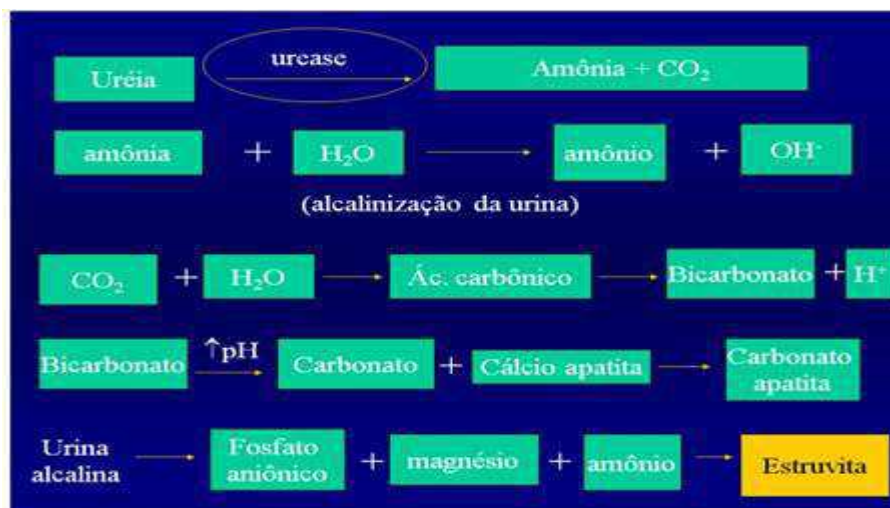 Uréia urease Amônia + CO₂
amônia + H₂O amônio + OH⁻
(alcalinização da urina)
CO₂ + H₂O Ác. carbônico Bicarbonato + H⁺
Bicarbonato ↑pH Carbonato + Cálcio apatita Carbonato
apatita
Urina
alcalina Fosfato
aniônico + magnésio + amônio Estruvita